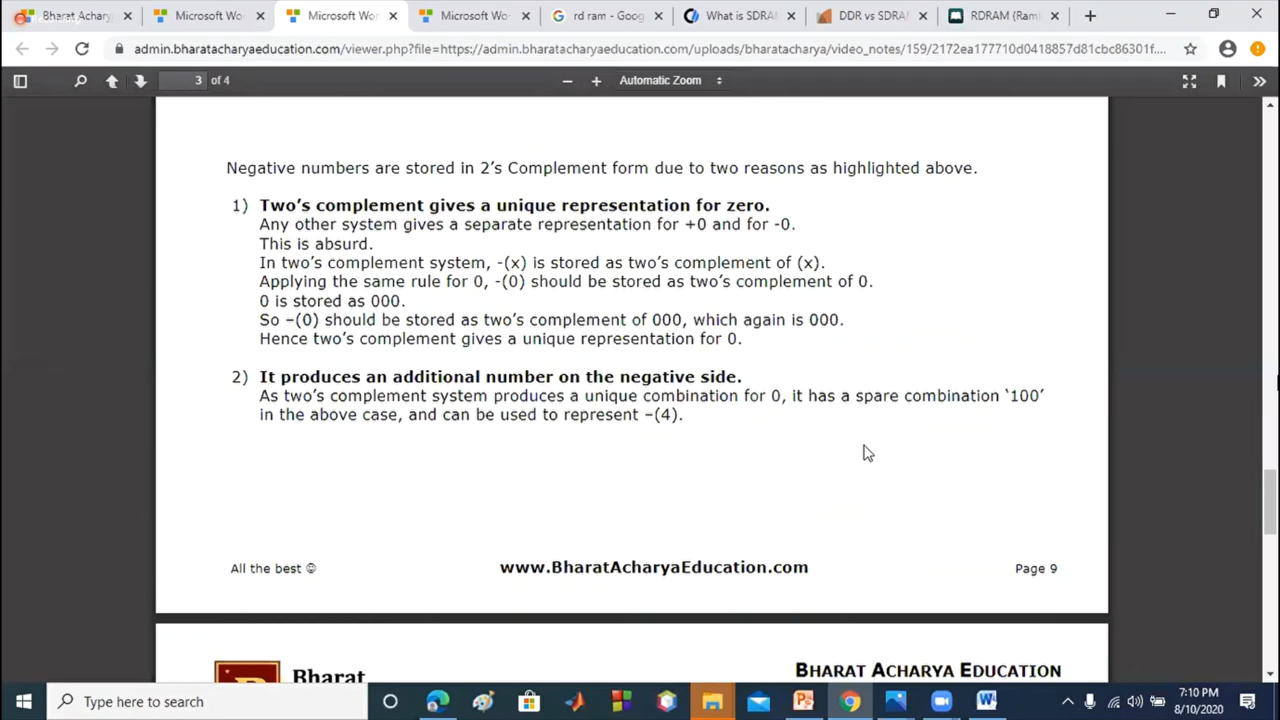 Bharat Achary
Microsoft Wo
Microsoft Wor
Microsoft Wo
rd ram - Goog
What is SDRAM
DDR vs SDRA
RDRAM (Ram
admin.bharatacharyaeducation.com/viewer.php?file=https://admin.bharatacharyaeducation.com/uploads/bharatacharya/video_notes/159/2172ea177710d0418857d81cbc86301f....
3 of 4
Automatic Zoom
Negative numbers are stored in 2’s Complement form due to two reasons as highlighted above.
1) Two’s complement gives a unique representation for zero.
Any other system gives a separate representation for +0 and for -0.
This is absurd.
In two’s complement system, -(x) is stored as two’s complement of (x).
Applying the same rule for 0, -(0) should be stored as two’s complement of 0.
0 is stored as 000.
So –(0) should be stored as two’s complement of 000, which again is 000.
Hence two’s complement gives a unique representation for 0.
2) It produces an additional number on the negative side.
As two’s complement system produces a unique combination for 0, it has a spare combination ‘100’
in the above case, and can be used to represent –(4).
All the best ☺
www.BharatAcharyaEducation.com
Page 9
Bharat
BHARAT ACHARYA EDUCATION
Type here to search
7:10 PM
8/10/2020